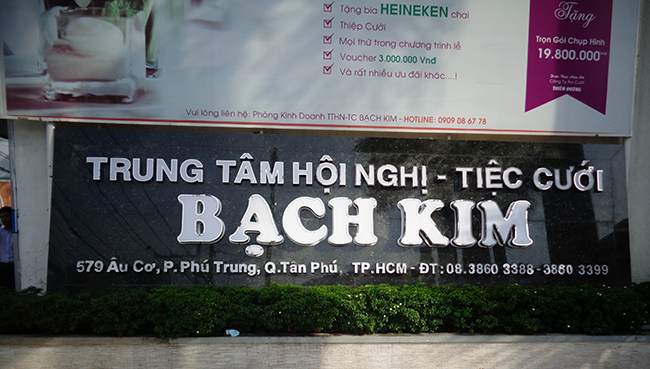 Tặng bia HEINEKEN chai
Thiệp Cưới
Mọi thứ trong chương trình lễ
Voucher 3.000.000 Vnđ
Và rất nhiều ưu đãi khác....!
Tặng
Trọn Gói Chụp Hình
19.800.000
Vui lòng liên hệ: Phòng Kinh Doanh TTHN-TC BẠCH KIM - HOTLINE: 0909 08 67 78
TRUNG TÂM HỘI NGHỊ - TIỆC CƯỚI
BẠCH KIM
579 Âu Cơ, P. Phú Trung, Q.Tân Phú, TP.HCM - ĐT: 08.3860 3388 - 3860 3399